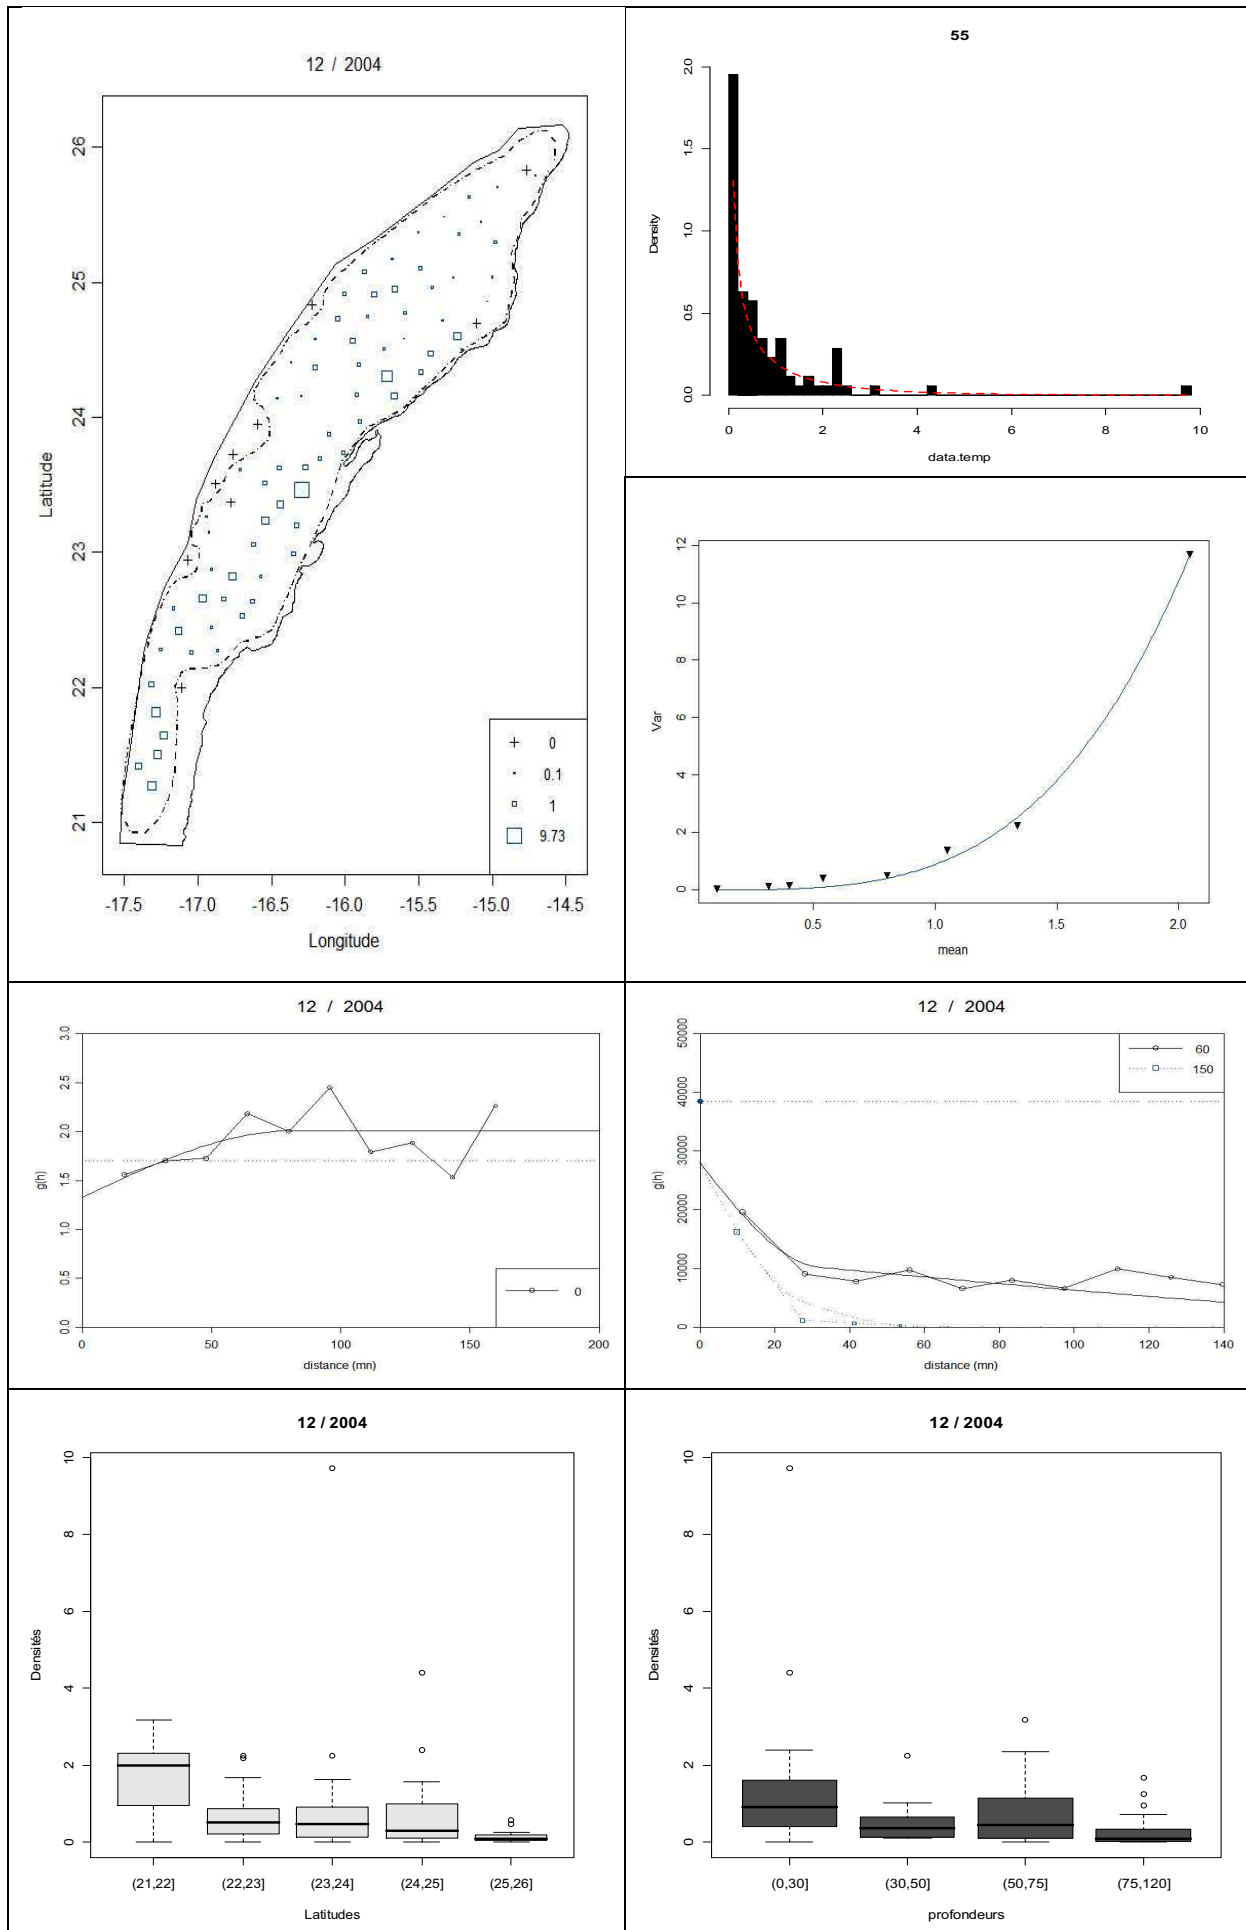 12 / 2004
Latitude
26
25
24
23
22
21
-17.5 -17.0 -16.5 -16.0 -15.5 -15.0 -14.5
Longitude
0
0.1
1
9.73
55
Density
2.0
1.5
1.0
0.5
0.0
0 2 4 6 8 10
data.temp
Var
12
10
8
6
4
2
0
0.5 1.0 1.5 2.0
mean
12 / 2004
g(h)
3.0
2.5
2.0
1.5
1.0
0.5
0.0
0 50 100 150 200
distance (mn)
0
12 / 2004
g(h)
50000
40000
30000
20000
10000
0
0 20 40 60 80 100 120 140
distance (mn)
60
150
12 / 2004
Densités
10
8
6
4
2
0
(21,22] (22,23] (23,24] (24,25] (25,26]
Latitudes
12 / 2004
Densités
10
8
6
4
2
0
(0,30] (30,50] (50,75] (75,120]
profondeurs